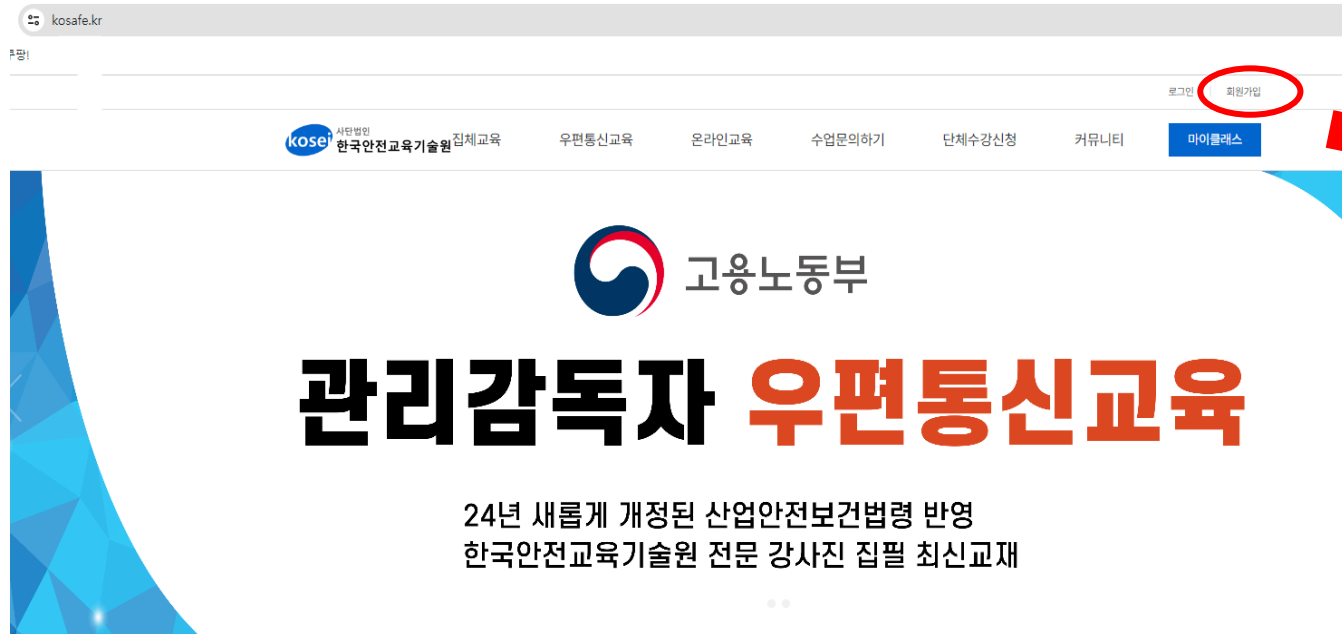 kosafe.kr
쿠팡!
로그인 회원가입
kosei 사단법인
한국안전교육기술원
집체교육 우편통신교육 온라인교육 수업문의하기 단체수강신청 커뮤니티 마이클래스
고용노동부
관리감독자 우편통신교육
24년 새롭게 개정된 산업안전보건법령 반영
한국안전교육기술원 전문 강사진 집필 최신교재